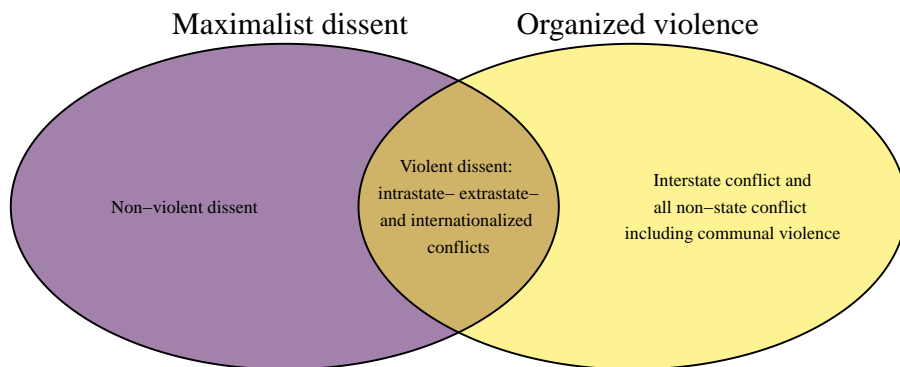 Maximalist dissent
Organized violence
Non−violent dissent
Violent dissent:
intrastate− extrastate−
and internationalized
conflicts
Interstate conflict and
all non−state conflict
including communal violence